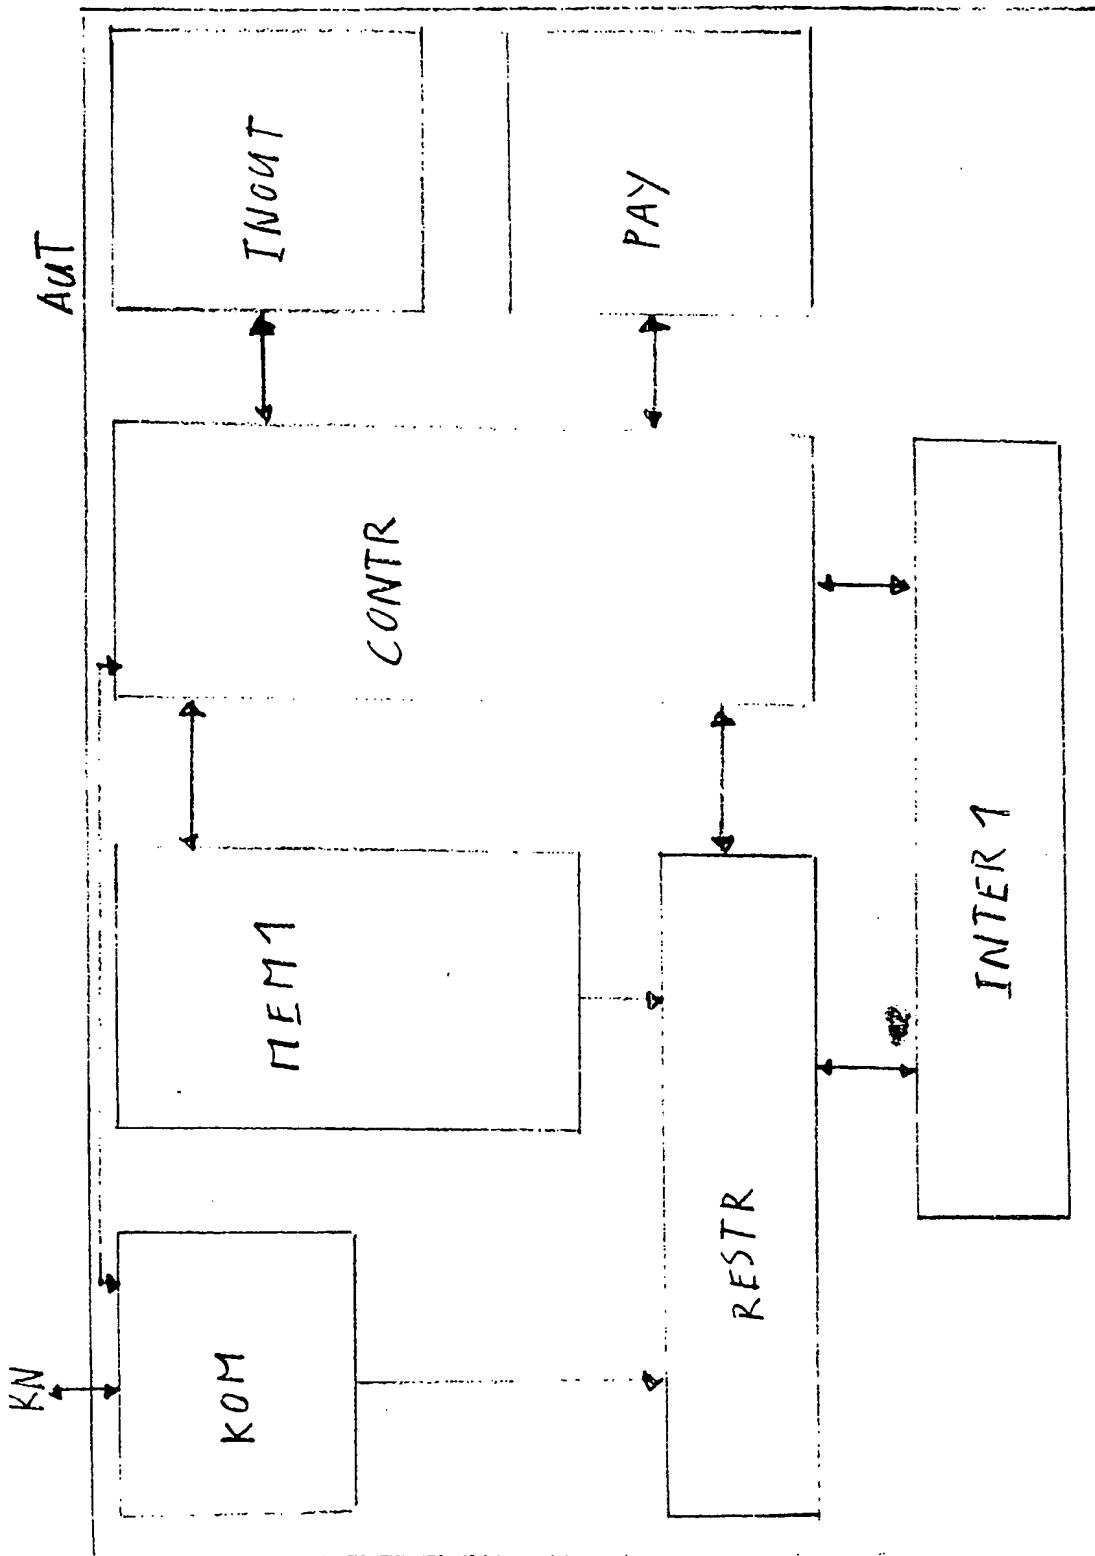 AUT
KN
KOM
MEM1
CONTR
INOUT
RESTR
PAY
INTER1